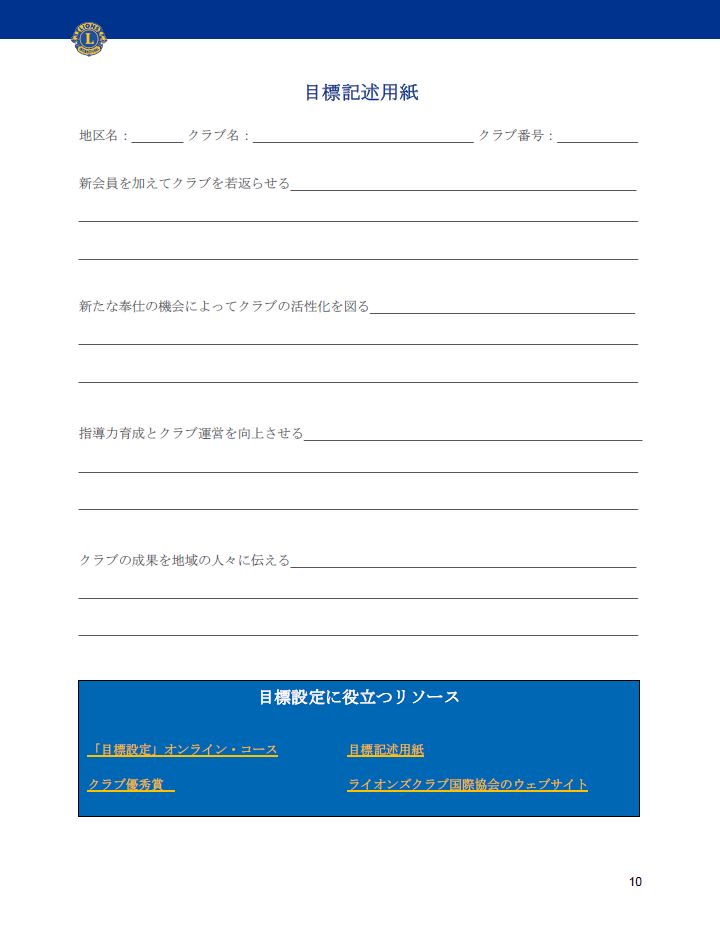 LIONS
L
INTERNATIONAL
目標記述用紙
地区名：________ クラブ名：__________________________________ クラブ番号：____________
新会員を加えてクラブを若返らせる
新たな奉仕の機会によってクラブの活性化を図る
指導力育成とクラブ運営を向上させる
クラブの成果を地域の人々に伝える
目標設定に役立つリソース
「目標設定」オンライン・コース 目標記述用紙
クラブ優秀賞 ライオンズクラブ国際協会のウェブサイト
10